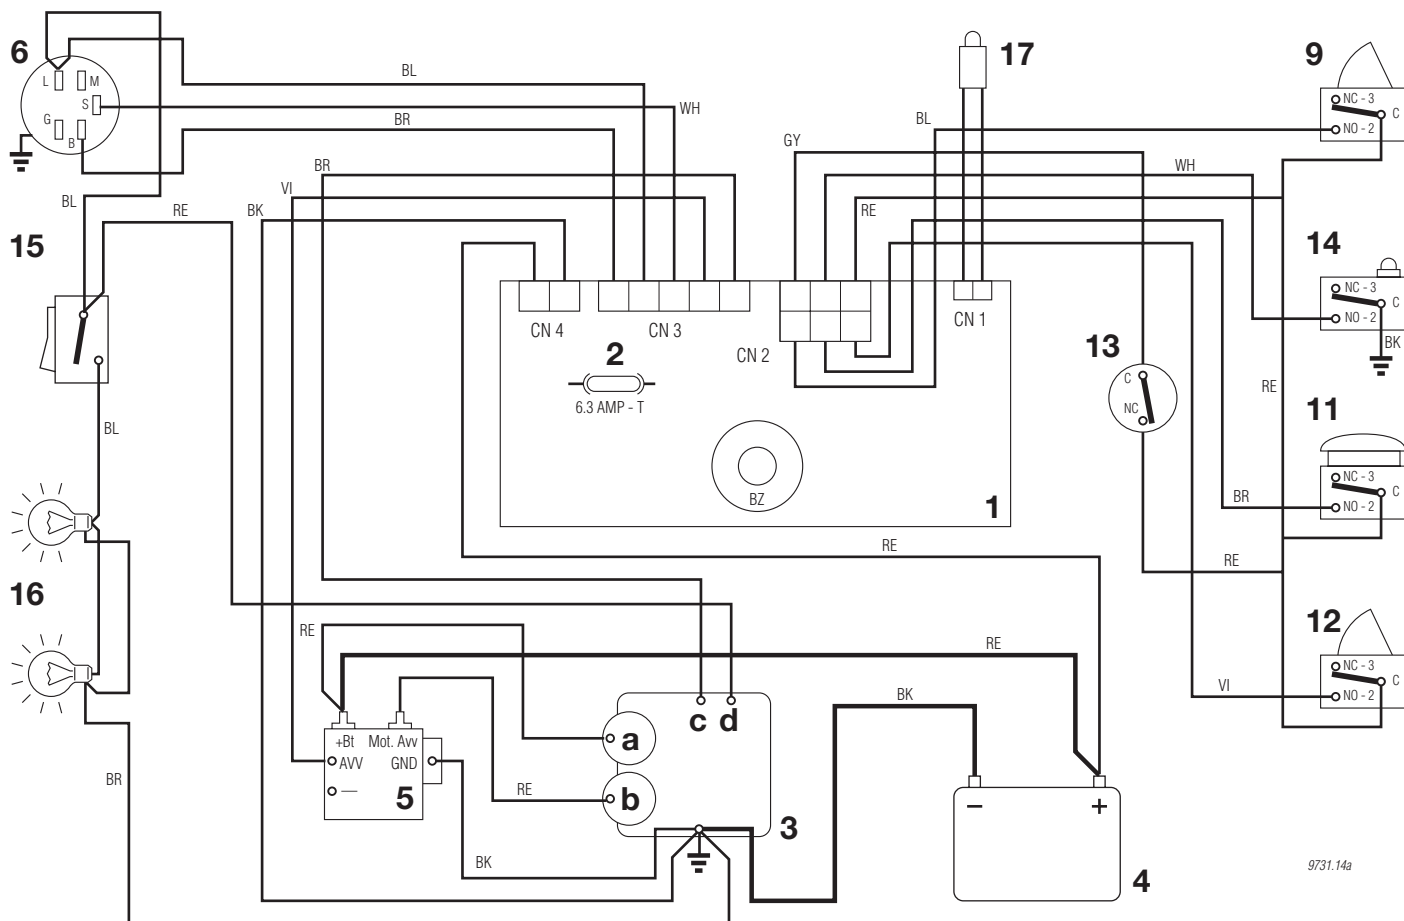 6
L
M
S
G
B
BL
WH
BR
17
9
NC - 3
C
NO - 2
BL
GY
BR
WH
VI
BK
RE
BL
RE
15
14
NC - 3
C
NO - 2
BK
CN 4
CN 3
CN 1
CN 2
2
6.3 AMP - T
13
C
NC
RE
11
NC - 3
C
NO - 2
BR
BL
BZ
1
RE
RE
16
12
NC - 3
C
NO - 2
VI
RE
RE
BK
c d
a
+Bt Mot. Avv
AVV GND
—
5
b
RE
3
− +
BR
BK
4
9731.14a